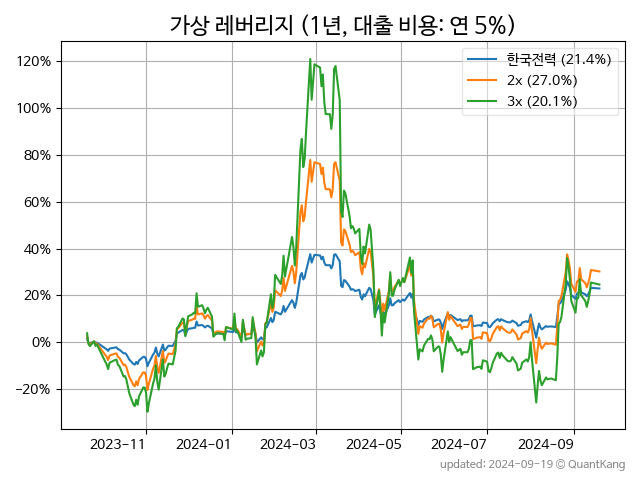 가상 레버리지 (1년, 대출 비용: 연 5%)
120%
100%
80%
60%
40%
20%
0%
−20%
한국전력 (21.4%)
2x (27.0%)
3x (20.1%)
2023-11
2024-01
2024-03
2024-05
2024-07
2024-09
updated: 2024-09-19 © QuantKang